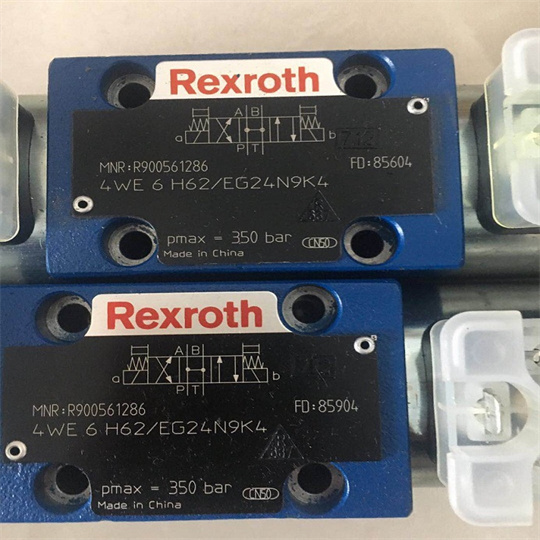 Rexroth
A B
a b 714
P T
MNR:R900561286 FD:85604
4WE 6 H62/EG24N9K4
pmax = 350 bar CN50
Made in China
Rexroth
A B
a b
P T
MNR:R900561286 FD:85904
4WE 6 H62/EG24N9K4
pmax = 350 bar CN50
Made in China